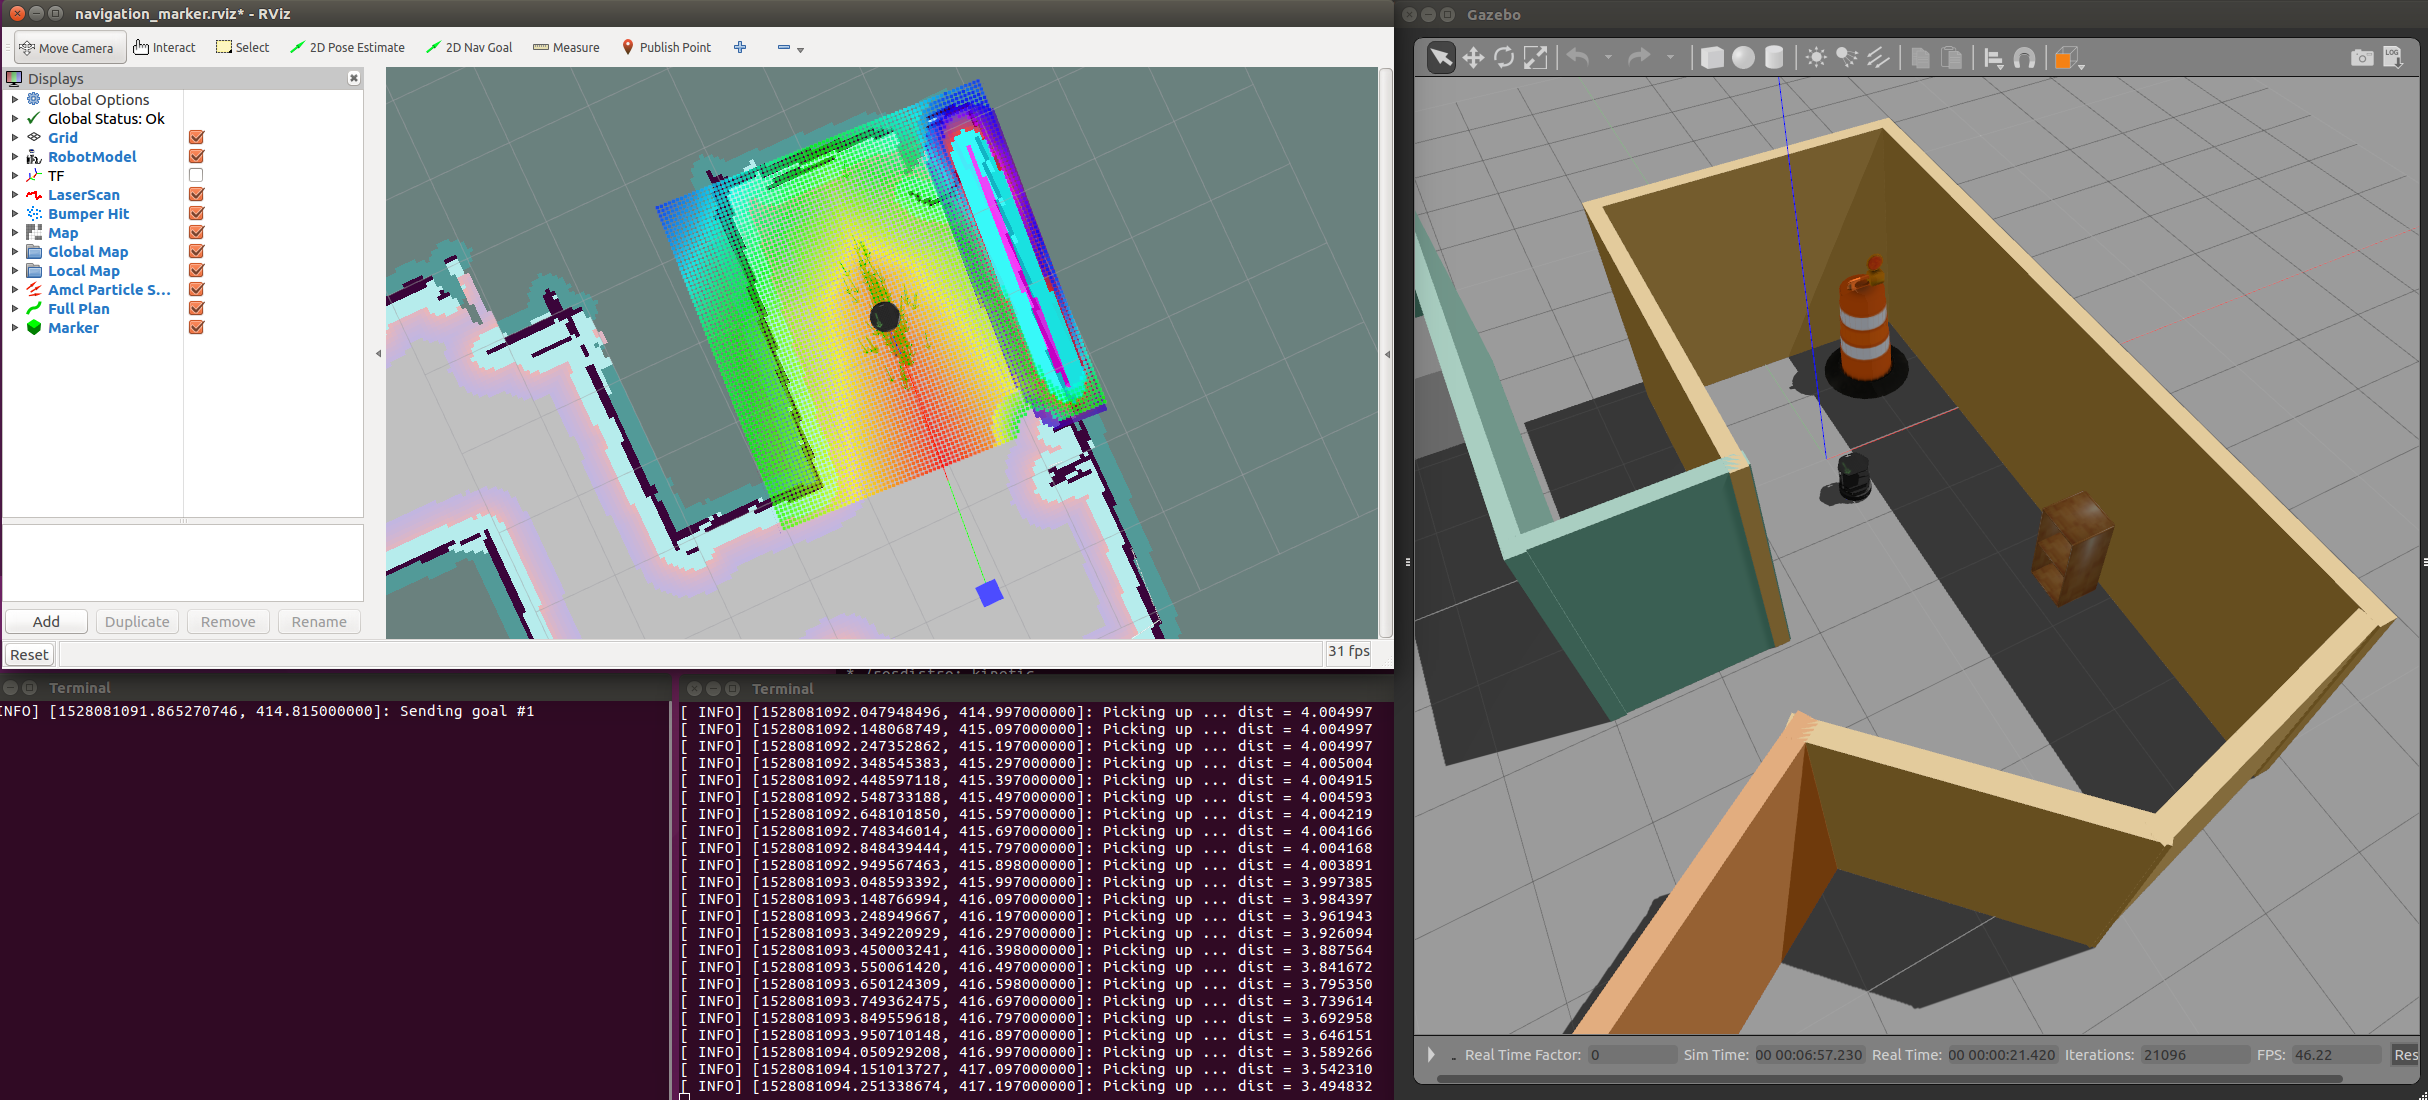 navigation_marker.rviz* - RViz
Move Camera Interact Select 2D Pose Estimate 2D Nav Goal Measure Publish Point
Displays
Global Options
Global Status: Ok
Grid
RobotModel
TF
LaserScan
Bumper Hit
Map
Global Map
Local Map
Amcl Particle S...
Full Plan
Marker
Add Duplicate Remove Rename
Reset
31 fps
Terminal
NFO] [1528081091.865270746, 414.815000000]: Sending goal #1
* /rosdistro: kinetic
Terminal
[ INFO] [1528081092.047948496, 414.997000000]: Picking up ... dist = 4.004997
[ INFO] [1528081092.148068749, 415.097000000]: Picking up ... dist = 4.004997
[ INFO] [1528081092.247352862, 415.197000000]: Picking up ... dist = 4.004997
[ INFO] [1528081092.348545383, 415.297000000]: Picking up ... dist = 4.005004
[ INFO] [1528081092.448597118, 415.397000000]: Picking up ... dist = 4.004915
[ INFO] [1528081092.548733188, 415.497000000]: Picking up ... dist = 4.004593
[ INFO] [1528081092.648101850, 415.597000000]: Picking up ... dist = 4.004219
[ INFO] [1528081092.748346014, 415.697000000]: Picking up ... dist = 4.004166
[ INFO] [1528081092.848439444, 415.797000000]: Picking up ... dist = 4.004168
[ INFO] [1528081092.949567463, 415.898000000]: Picking up ... dist = 4.003891
[ INFO] [1528081093.048593392, 415.997000000]: Picking up ... dist = 3.997385
[ INFO] [1528081093.148766994, 416.097000000]: Picking up ... dist = 3.984397
[ INFO] [1528081093.248949667, 416.197000000]: Picking up ... dist = 3.961943
[ INFO] [1528081093.349220929, 416.297000000]: Picking up ... dist = 3.926094
[ INFO] [1528081093.450003241, 416.398000000]: Picking up ... dist = 3.887564
[ INFO] [1528081093.550061420, 416.497000000]: Picking up ... dist = 3.841672
[ INFO] [1528081093.650124309, 416.598000000]: Picking up ... dist = 3.795350
[ INFO] [1528081093.749362475, 416.697000000]: Picking up ... dist = 3.739614
[ INFO] [1528081093.849559618, 416.797000000]: Picking up ... dist = 3.692958
[ INFO] [1528081093.950710148, 416.897000000]: Picking up ... dist = 3.646151
[ INFO] [1528081094.050929208, 416.997000000]: Picking up ... dist = 3.589266
[ INFO] [1528081094.151013727, 417.097000000]: Picking up ... dist = 3.542310
[ INFO] [1528081094.251338674, 417.197000000]: Picking up ... dist = 3.494832
Gazebo
LOG
Real Time Factor: 0 Sim Time: 00 00:06:57.230 Real Time: 00 00:00:21.420 Iterations: 21096 FPS: 46.22 Res